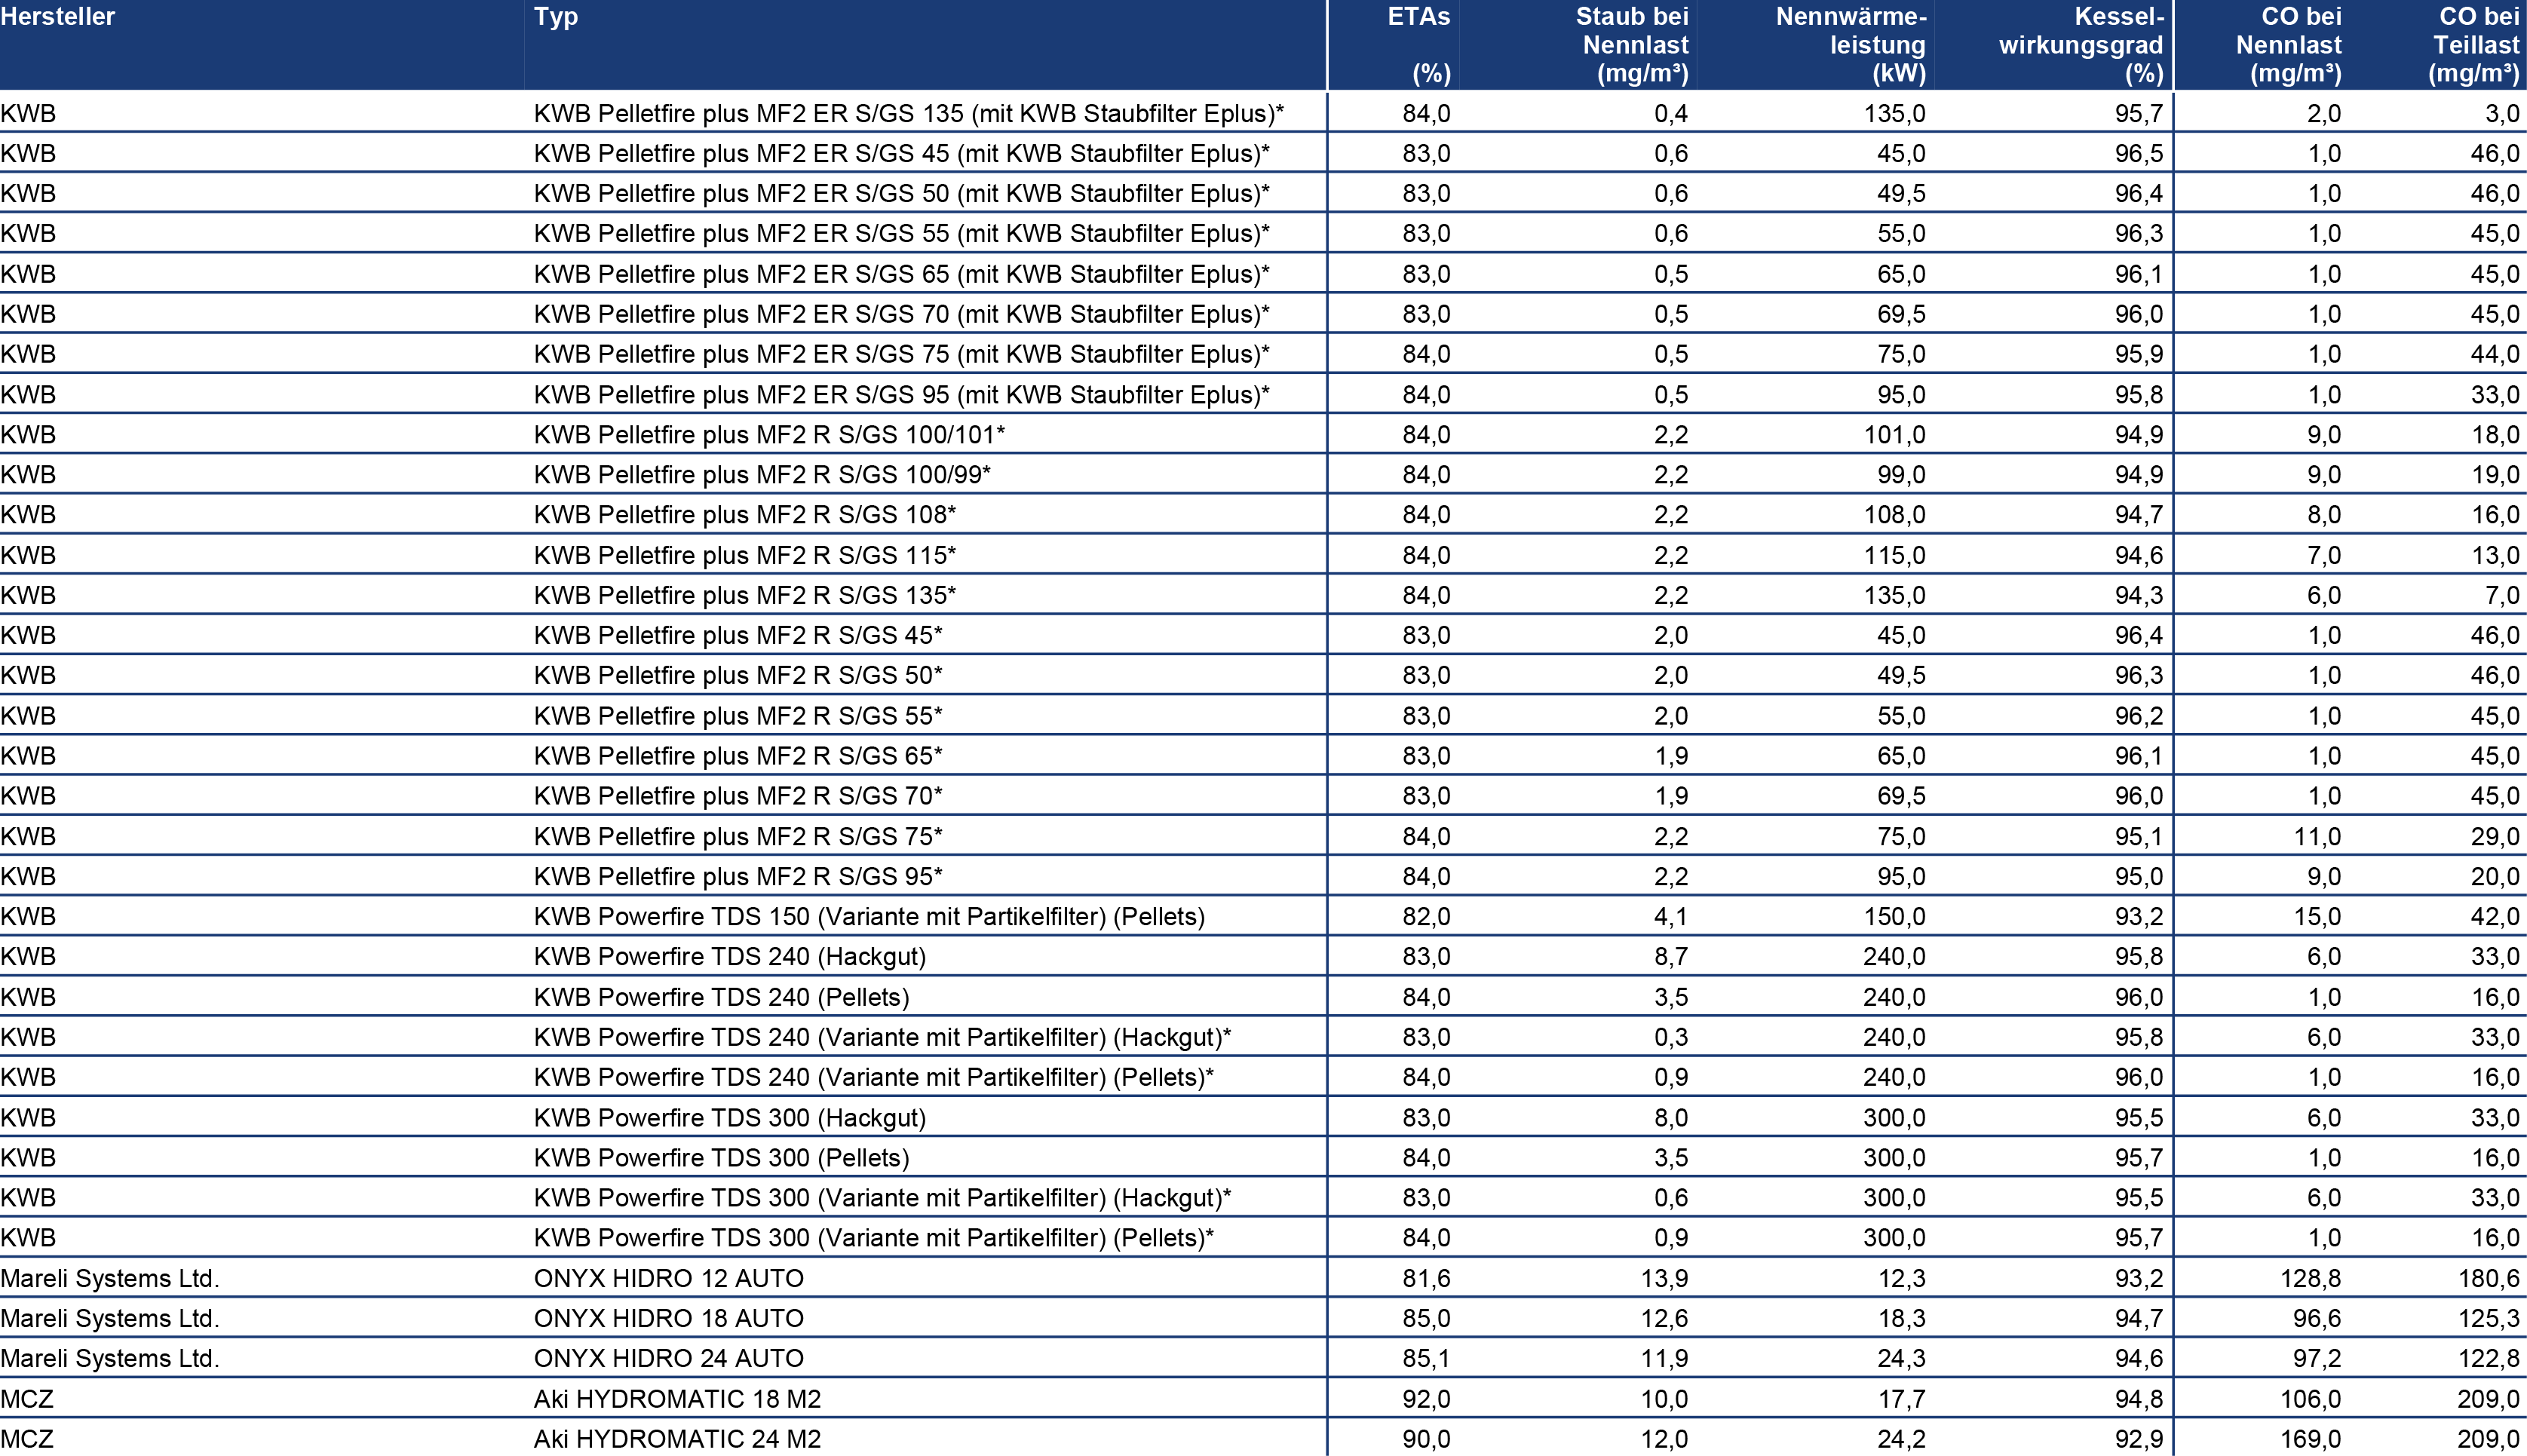 Hersteller Typ ETAs (%) Staub bei Nennlast (mg/m³) Nennwärme-leistung (kW) Kessel-wirkungsgrad (%) CO bei Nennlast (mg/m³) CO bei Teillast (mg/m³)
KWB KWB Pelletfire plus MF2 ER S/GS 135 (mit KWB Staubfilter Eplus)* 84,0 0,4 135,0 95,7 2,0 3,0
KWB KWB Pelletfire plus MF2 ER S/GS 45 (mit KWB Staubfilter Eplus)* 83,0 0,6 45,0 96,5 1,0 46,0
KWB KWB Pelletfire plus MF2 ER S/GS 50 (mit KWB Staubfilter Eplus)* 83,0 0,6 49,5 96,4 1,0 46,0
KWB KWB Pelletfire plus MF2 ER S/GS 55 (mit KWB Staubfilter Eplus)* 83,0 0,6 55,0 96,3 1,0 45,0
KWB KWB Pelletfire plus MF2 ER S/GS 65 (mit KWB Staubfilter Eplus)* 83,0 0,5 65,0 96,1 1,0 45,0
KWB KWB Pelletfire plus MF2 ER S/GS 70 (mit KWB Staubfilter Eplus)* 83,0 0,5 69,5 96,0 1,0 45,0
KWB KWB Pelletfire plus MF2 ER S/GS 75 (mit KWB Staubfilter Eplus)* 84,0 0,5 75,0 95,9 1,0 44,0
KWB KWB Pelletfire plus MF2 ER S/GS 95 (mit KWB Staubfilter Eplus)* 84,0 0,5 95,0 95,8 1,0 33,0
KWB KWB Pelletfire plus MF2 R S/GS 100/101* 84,0 2,2 101,0 94,9 9,0 18,0
KWB KWB Pelletfire plus MF2 R S/GS 100/99* 84,0 2,2 99,0 94,9 9,0 19,0
KWB KWB Pelletfire plus MF2 R S/GS 108* 84,0 2,2 108,0 94,7 8,0 16,0
KWB KWB Pelletfire plus MF2 R S/GS 115* 84,0 2,2 115,0 94,6 7,0 13,0
KWB KWB Pelletfire plus MF2 R S/GS 135* 84,0 2,2 135,0 94,3 6,0 7,0
KWB KWB Pelletfire plus MF2 R S/GS 45* 83,0 2,0 45,0 96,4 1,0 46,0
KWB KWB Pelletfire plus MF2 R S/GS 50* 83,0 2,0 49,5 96,3 1,0 46,0
KWB KWB Pelletfire plus MF2 R S/GS 55* 83,0 2,0 55,0 96,2 1,0 45,0
KWB KWB Pelletfire plus MF2 R S/GS 65* 83,0 1,9 65,0 96,1 1,0 45,0
KWB KWB Pelletfire plus MF2 R S/GS 70* 83,0 1,9 69,5 96,0 1,0 45,0
KWB KWB Pelletfire plus MF2 R S/GS 75* 84,0 2,2 75,0 95,1 11,0 29,0
KWB KWB Pelletfire plus MF2 R S/GS 95* 84,0 2,2 95,0 95,0 9,0 20,0
KWB KWB Powerfire TDS 150 (Variante mit Partikelfilter) (Pellets) 82,0 4,1 150,0 93,2 15,0 42,0
KWB KWB Powerfire TDS 240 (Hackgut) 83,0 8,7 240,0 95,8 6,0 33,0
KWB KWB Powerfire TDS 240 (Pellets) 84,0 3,5 240,0 96,0 1,0 16,0
KWB KWB Powerfire TDS 240 (Variante mit Partikelfilter) (Hackgut)* 83,0 0,3 240,0 95,8 6,0 33,0
KWB KWB Powerfire TDS 240 (Variante mit Partikelfilter) (Pellets)* 84,0 0,9 240,0 96,0 1,0 16,0
KWB KWB Powerfire TDS 300 (Hackgut) 83,0 8,0 300,0 95,5 6,0 33,0
KWB KWB Powerfire TDS 300 (Pellets) 84,0 3,5 300,0 95,7 1,0 16,0
KWB KWB Powerfire TDS 300 (Variante mit Partikelfilter) (Hackgut)* 83,0 0,6 300,0 95,5 6,0 33,0
KWB KWB Powerfire TDS 300 (Variante mit Partikelfilter) (Pellets)* 84,0 0,9 300,0 95,7 1,0 16,0
Mareli Systems Ltd. ONYX HIDRO 12 AUTO 81,6 13,9 12,3 93,2 128,8 180,6
Mareli Systems Ltd. ONYX HIDRO 18 AUTO 85,0 12,6 18,3 94,7 96,6 125,3
Mareli Systems Ltd. ONYX HIDRO 24 AUTO 85,1 11,9 24,3 94,6 97,2 122,8
MCZ Aki HYDROMATIC 18 M2 92,0 10,0 17,7 94,8 106,0 209,0
MCZ Aki HYDROMATIC 24 M2 90,0 12,0 24,2 92,9 169,0 209,0